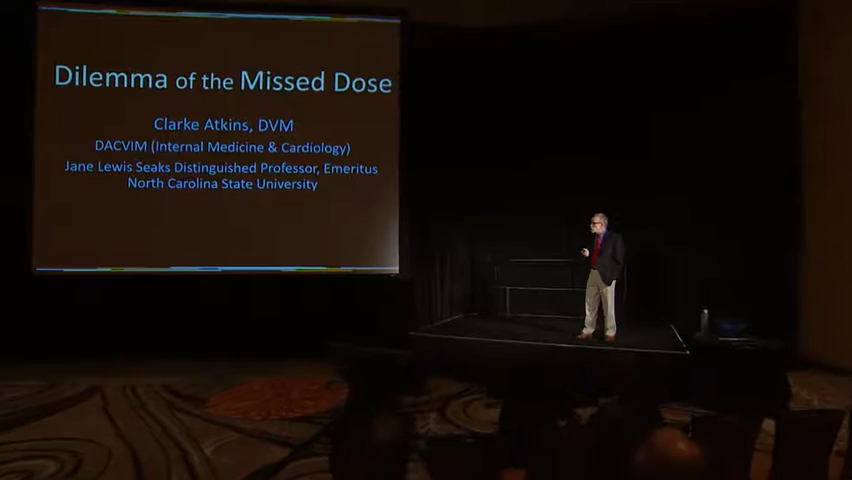 Dilemma of the Missed Dose
Clarke Atkins, DVM
DACVIM (Internal Medicine & Cardiology)
Jane Lewis Seaks Distinguished Professor, Emeritus
North Carolina State University